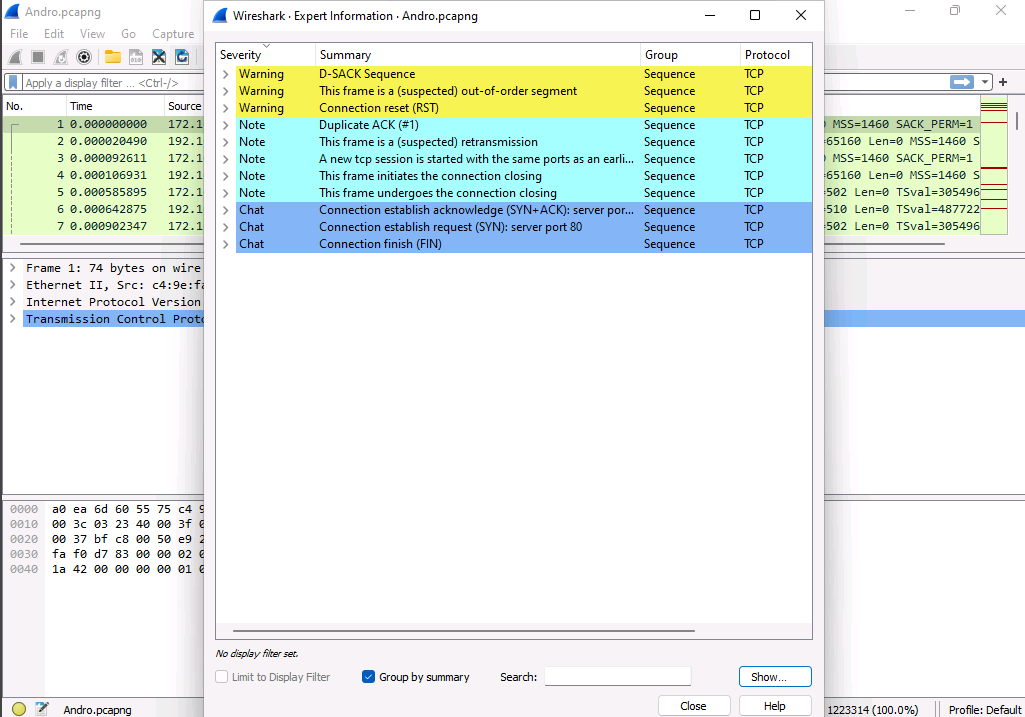 Andro.pcapng
File Edit View Go Capture
Apply a display filter ... <Ctrl-/>
No. Time Source
1 0.000000000 172.1
2 0.000020490 192.1
3 0.000092611 172.1
4 0.000106931 192.1
5 0.000585895 172.1
6 0.000642875 192.1
7 0.000902347 172.1
MSS=1460 SACK_PERM=1
=65160 Len=0 MSS=1460 S
MSS=1460 SACK_PERM=1
=65160 Len=0 MSS=1460 S
=502 Len=0 TSval=305496
=510 Len=0 TSval=487722
=502 Len=0 TSval=305496
Frame 1: 74 bytes on wire
Ethernet II, Src: c4:9e:fa
Internet Protocol Version
Transmission Control Proto
0000 a0 ea 6d 60 55 75 c4 9
0010 00 3c 03 23 40 00 3f 0
0020 00 37 bf c8 00 50 e9 2
0030 fa f0 d7 83 00 00 02 0
0040 1a 42 00 00 00 00 01 0
Wireshark · Expert Information · Andro.pcapng
Severity Summary Group Protocol
Warning D-SACK Sequence Sequence TCP
Warning This frame is a (suspected) out-of-order segment Sequence TCP
Warning Connection reset (RST) Sequence TCP
Note Duplicate ACK (#1) Sequence TCP
Note This frame is a (suspected) retransmission Sequence TCP
Note A new tcp session is started with the same ports as an earli... Sequence TCP
Note This frame initiates the connection closing Sequence TCP
Note This frame undergoes the connection closing Sequence TCP
Chat Connection establish acknowledge (SYN+ACK): server por... Sequence TCP
Chat Connection establish request (SYN): server port 80 Sequence TCP
Chat Connection finish (FIN) Sequence TCP
No display filter set.
Limit to Display Filter Group by summary Search: Show...
Close Help
Andro.pcapng 1223314 (100.0%) Profile: Default